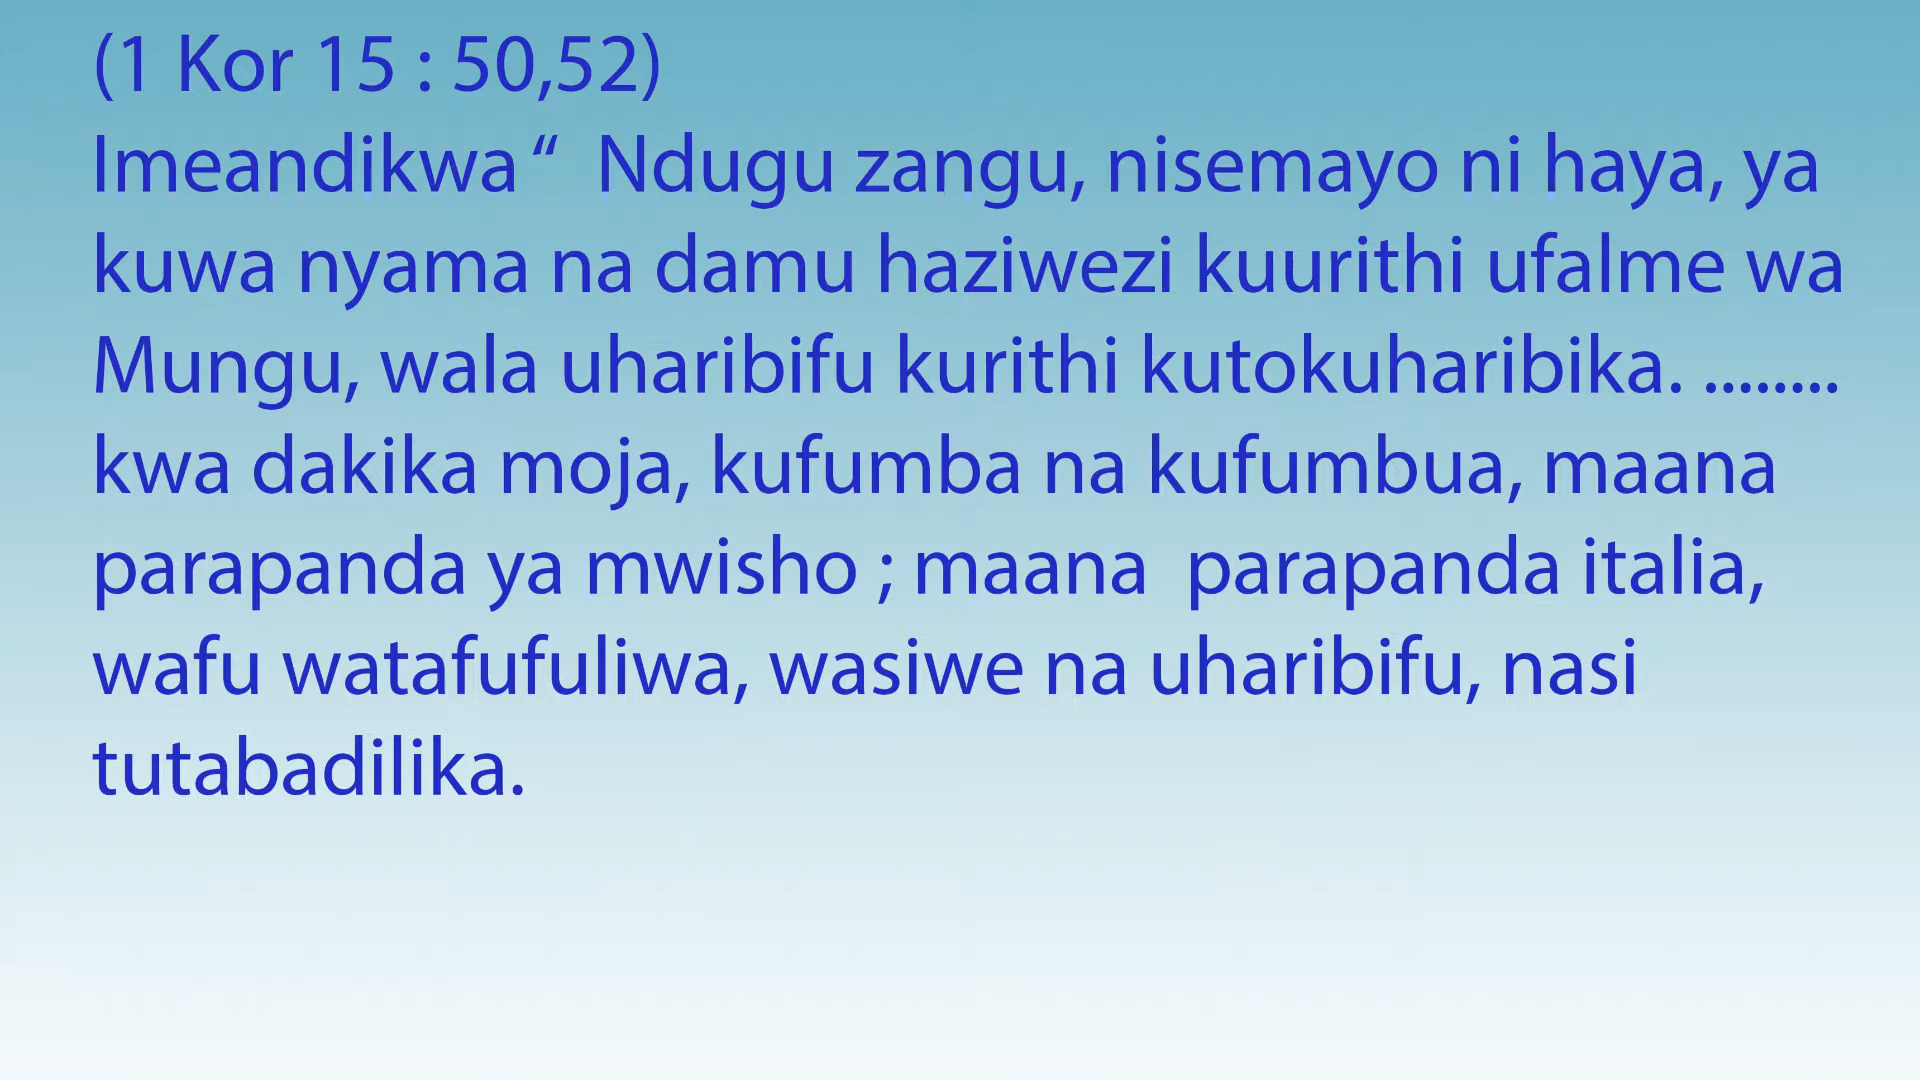 (1 Kor 15 : 50,52)
Imeandikwa “  Ndugu zangu, nisemayo ni haya, ya
kuwa nyama na damu haziwezi kuurithi ufalme wa
Mungu, wala uharibifu kurithi kutokuharibika. ........
kwa dakika moja, kufumba na kufumbua, maana
parapanda ya mwisho ; maana  parapanda italia,
wafu watafufuliwa, wasiwe na uharibifu, nasi
tutabadilika.